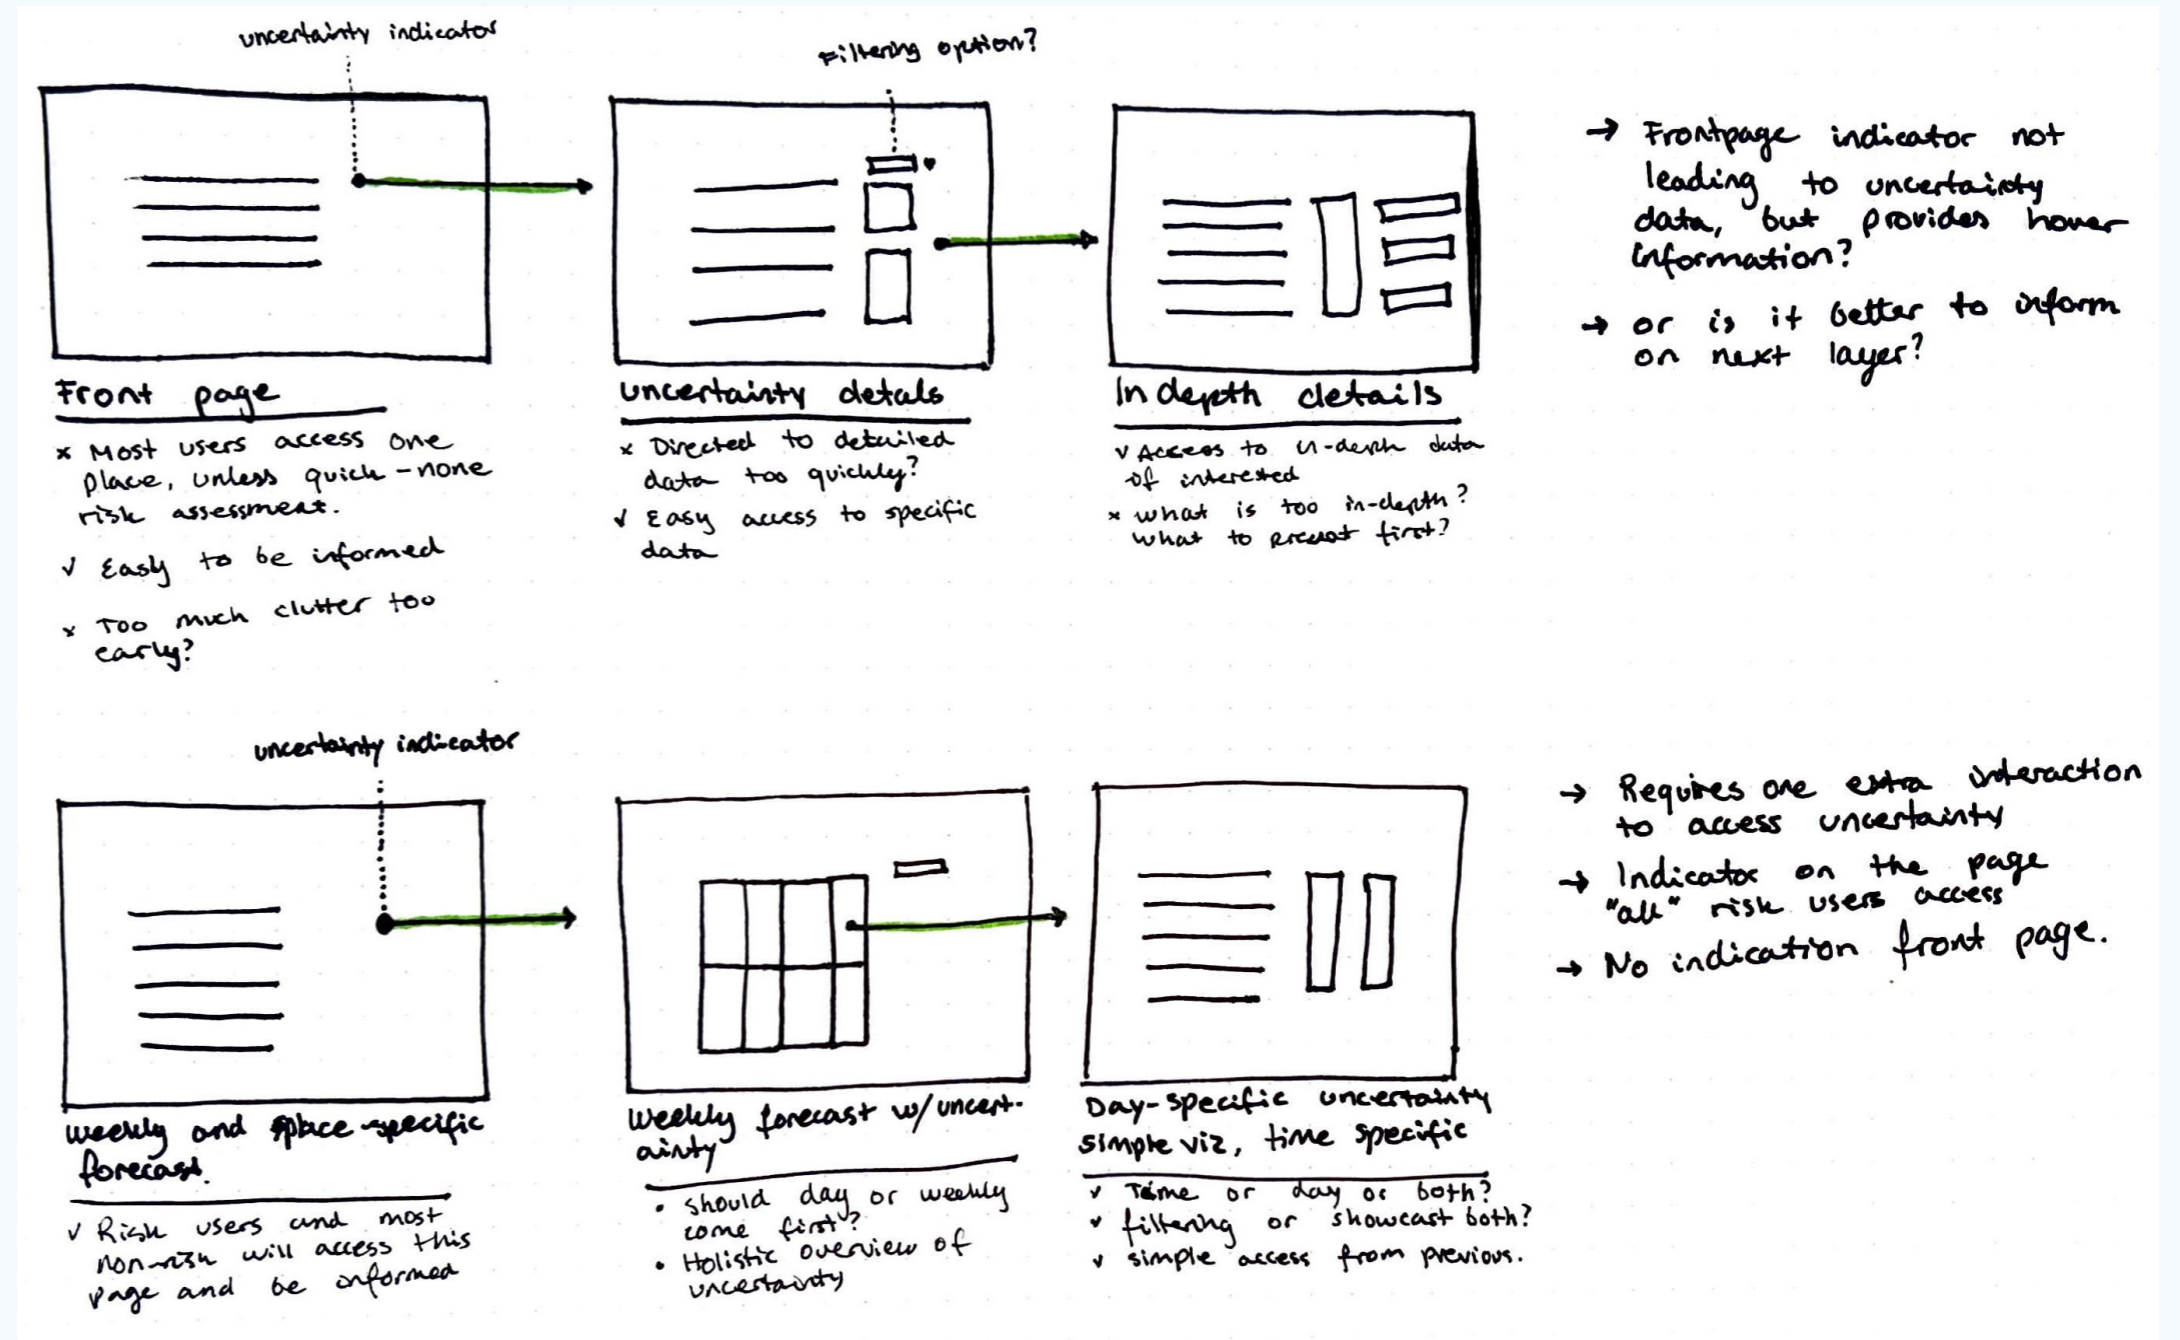 uncertainty indicator
Filtering option?
Front page
x Most users access one
place, unless quick-none
risk assessment.
✓ Easly to be informed
x Too much clutter too
early?
uncertainty detals
x Directed to detailed
data too quickly?
✓ Easy access to specific
data
In depth details
✓ Access to in-depth data
of interested
x what is too in-depth?
what to present first?
→ Frontpage indicator not
leading to uncertainty
data, but provides hover
information?
→ or is it better to inform
on next layer?
uncertainty indicator
weekly and place-specific
forecast.
✓ Risk users and most
non-risk will access this
page and be informed
weekly forecast w/uncert-
ainty
• should day or weekly
come first?
• Holistic overview of
uncertainty
Day-specific uncertainty
simple viz, time specific
✓ Time or day or both?
✓ filtering or showcast both?
✓ simple access from previous.
→ Requires one extra interaction
to access uncertainty
→ Indicator on the page
"all" risk users access
→ No indication front page.